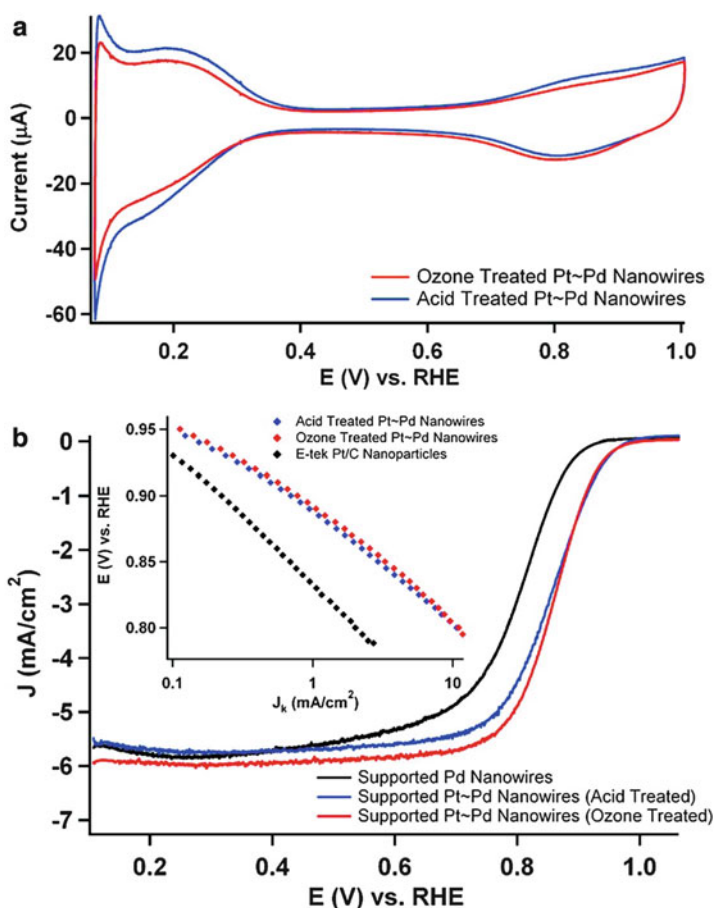 a
20
0
-20
-40
-60
Current (μA)
Ozone Treated Pt~Pd Nanowires
Acid Treated Pt~Pd Nanowires
0.2 0.4 0.6 0.8 1.0
E (V) vs. RHE
b
0
-1
-2
-3
-4
-5
-6
-7
J (mA/cm²)
0.95
0.90
0.85
0.80
E (V) vs. RHE
Acid Treated Pt~Pd Nanowires
Ozone Treated Pt~Pd Nanowires
E-tek Pt/C Nanoparticles
0.1 1 10
Jₖ (mA/cm²)
Supported Pd Nanowires
Supported Pt~Pd Nanowires (Acid Treated)
Supported Pt~Pd Nanowires (Ozone Treated)
0.2 0.4 0.6 0.8 1.0
E (V) vs. RHE